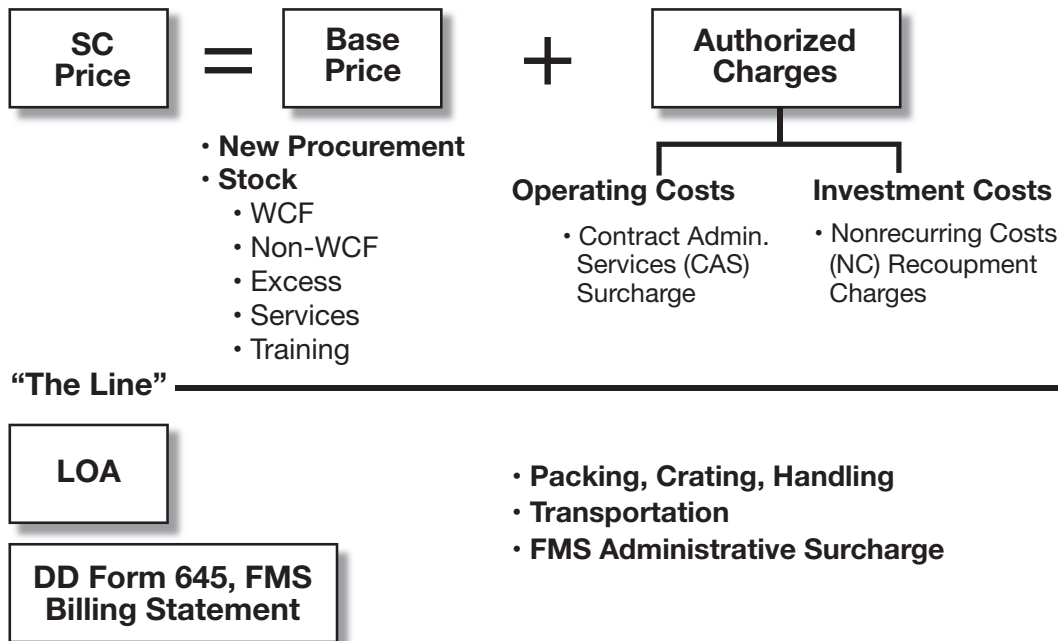 SC
Price
=
Base
Price
+
Authorized
Charges
• New Procurement
• Stock
• WCF
• Non-WCF
• Excess
• Services
• Training
Operating Costs
• Contract Admin.
Services (CAS)
Surcharge
Investment Costs
• Nonrecurring Costs
(NC) Recoupment
Charges
“The Line”
LOA
DD Form 645, FMS
Billing Statement
• Packing, Crating, Handling
• Transportation
• FMS Administrative Surcharge